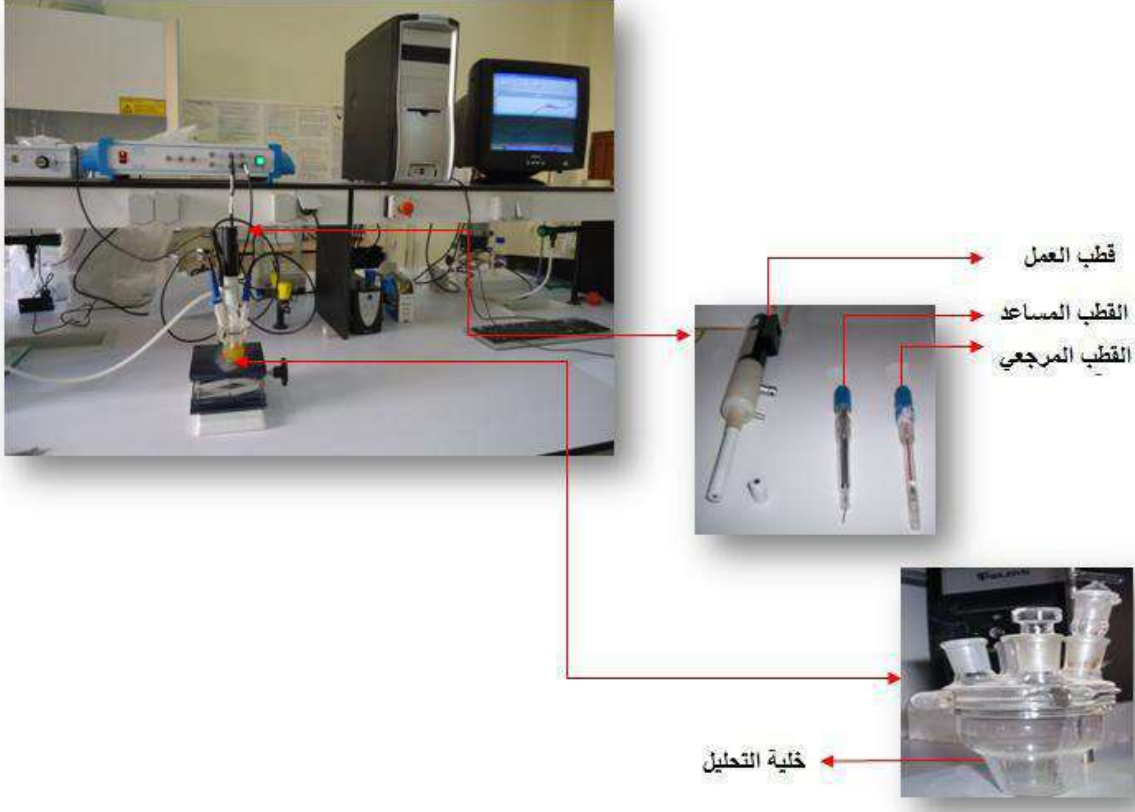 قطب العمل
القطب المساعد
القطب المرجعي
خلية التحليل